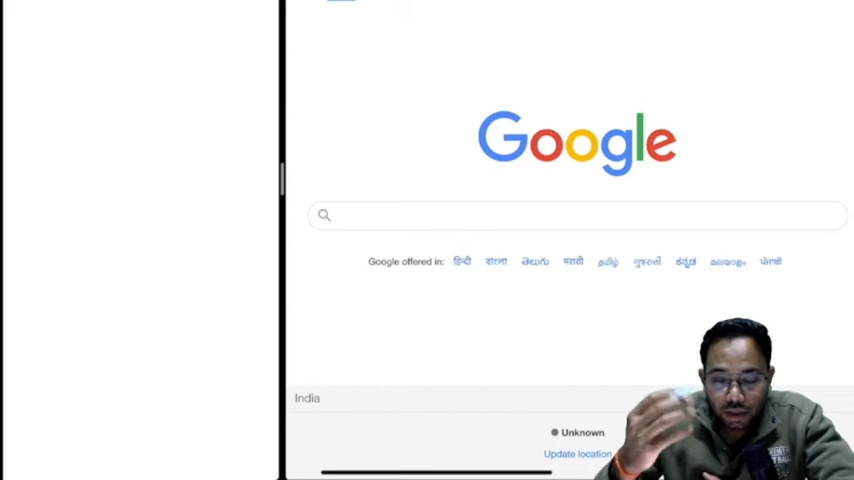 Google
Google offered in: हिन्दी বাংলা తెలుగు मराठी தமிழ் ગુજરાતી ಕನ್ನಡ മലയാളം ਪੰਜਾਬੀ
India
Unknown
Update location